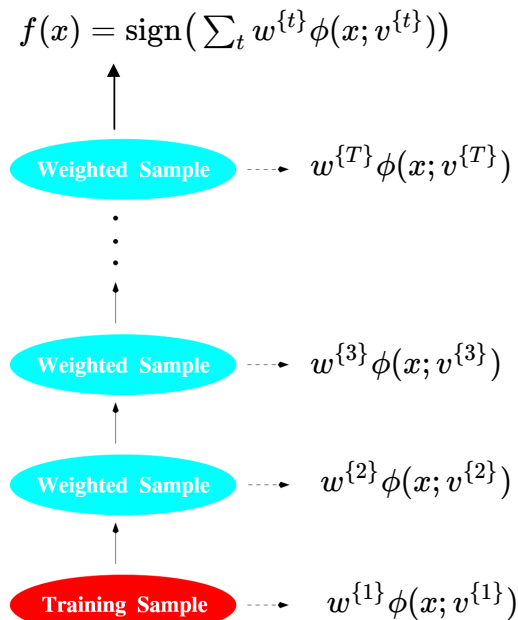 f(x) = sign( ∑_t w^{t} ϕ(x; v^{t}))
Weighted Sample w^{T} ϕ(x; v^{T})
Weighted Sample w^{3} ϕ(x; v^{3})
Weighted Sample w^{2} ϕ(x; v^{2})
Training Sample w^{1} ϕ(x; v^{1})